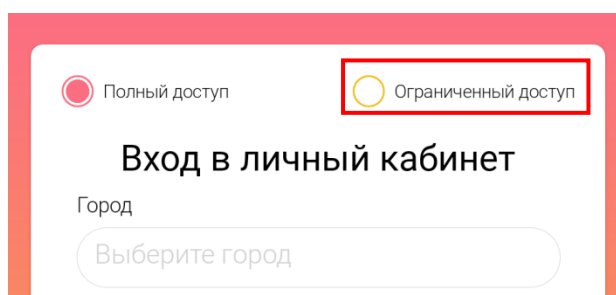 Полный доступ Ограниченный доступ
Вход в личный кабинет
Город
Выберите город